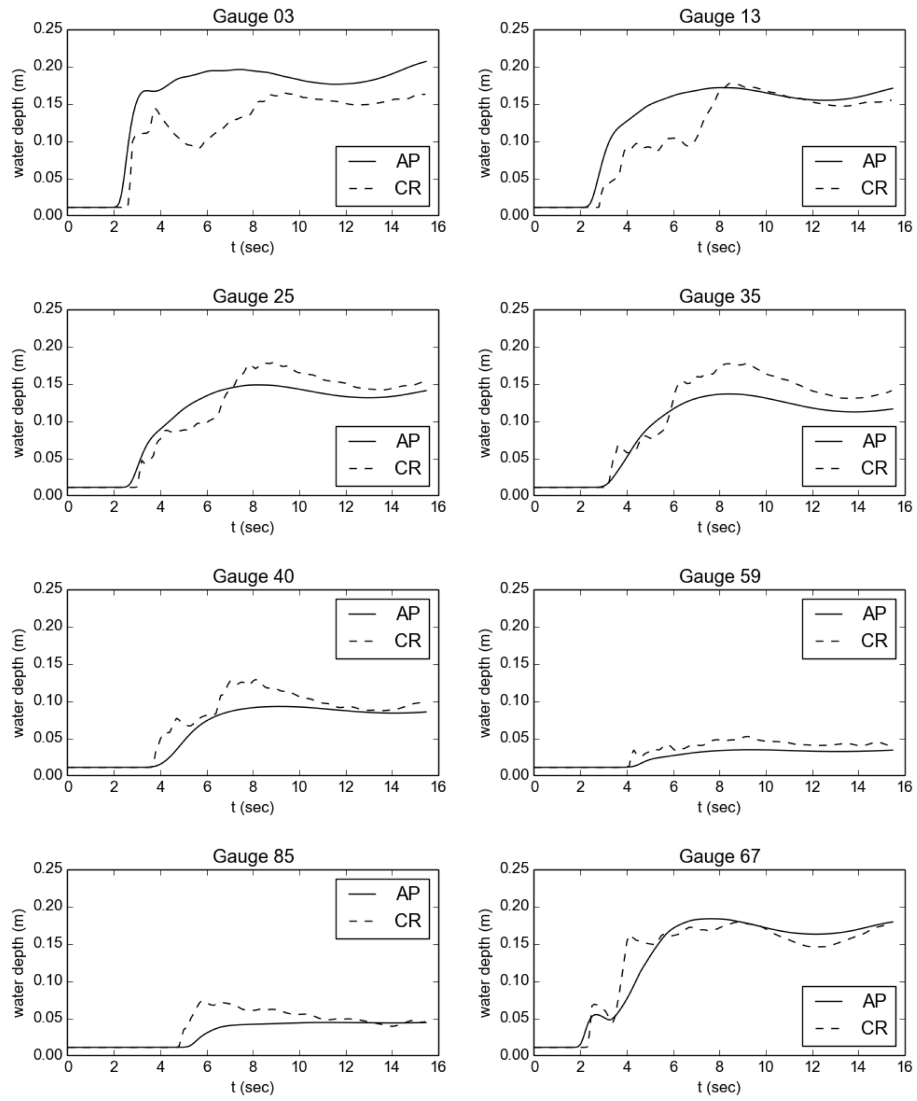 Gauge 03
0.25
0.20
0.15
0.10
0.05
0.00
water depth (m)
AP
CR
0 2 4 6 8 10 12 14 16
t (sec)
Gauge 13
0.25
0.20
0.15
0.10
0.05
0.00
water depth (m)
AP
CR
0 2 4 6 8 10 12 14 16
t (sec)
Gauge 25
0.25
0.20
0.15
0.10
0.05
0.00
water depth (m)
AP
CR
0 2 4 6 8 10 12 14 16
t (sec)
Gauge 35
0.25
0.20
0.15
0.10
0.05
0.00
water depth (m)
AP
CR
0 2 4 6 8 10 12 14 16
t (sec)
Gauge 40
0.25
0.20
0.15
0.10
0.05
0.00
water depth (m)
AP
CR
0 2 4 6 8 10 12 14 16
t (sec)
Gauge 59
0.25
0.20
0.15
0.10
0.05
0.00
water depth (m)
AP
CR
0 2 4 6 8 10 12 14 16
t (sec)
Gauge 85
0.25
0.20
0.15
0.10
0.05
0.00
water depth (m)
AP
CR
0 2 4 6 8 10 12 14 16
t (sec)
Gauge 67
0.25
0.20
0.15
0.10
0.05
0.00
water depth (m)
AP
CR
0 2 4 6 8 10 12 14 16
t (sec)